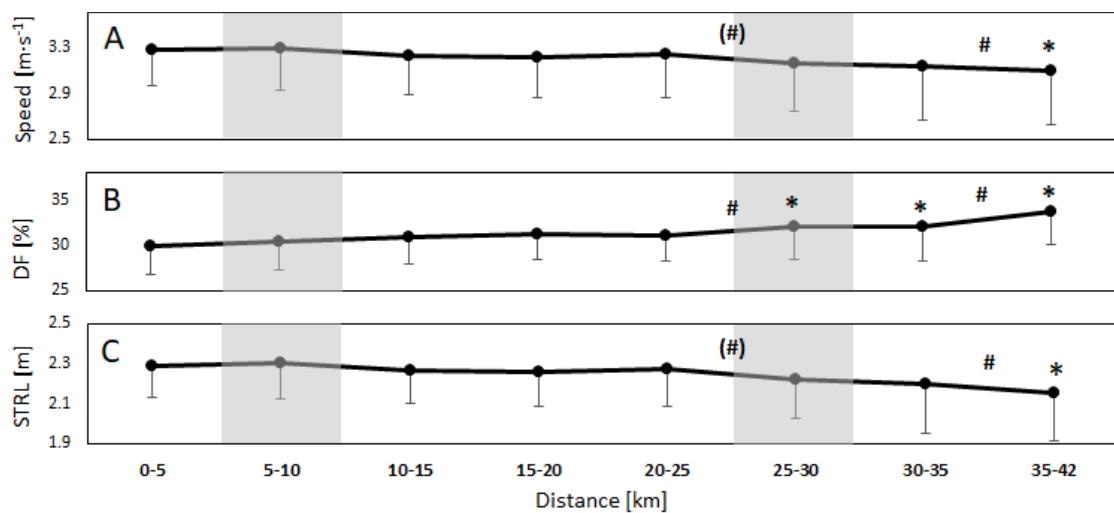 A
Speed [m·s⁻¹]
3.3
2.9
2.5
(#)
#
*
B
DF [%]
35
30
25
#
*
*
#
*
C
STRL [m]
2.5
2.3
2.1
1.9
(#)
#
*
0-5 5-10 10-15 15-20 20-25 25-30 30-35 35-42
Distance [km]